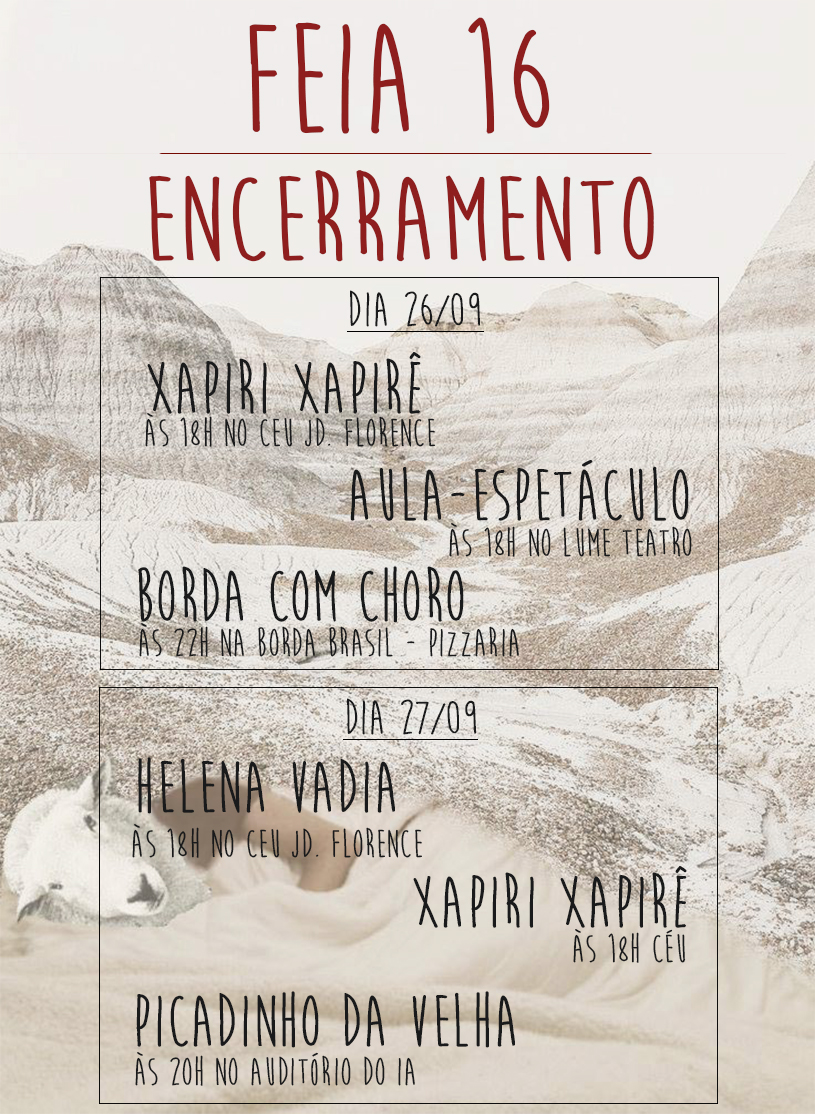 FEIA 16
ENCERRAMENTO
DIA 26/09
XAPIRI XAPIRÊ
ÀS 18H NO CEU JD. FLORENCE
AULA-ESPETÁCULO
ÀS 18H NO LUME TEATRO
BORDA COM CHORO
ÀS 22H NA BORDA BRASIL - PIZZARIA
DIA 27/09
HELENA VADIA
ÀS 18H NO CEU JD. FLORENCE
XAPIRI XAPIRÊ
ÀS 18H CÉU
PICADINHO DA VELHA
ÀS 20H NO AUDITÓRIO DO IA